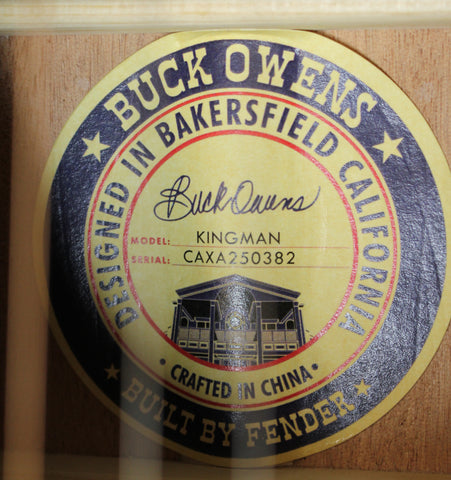 BUCK OWENS
DESIGNED IN BAKERSFIELD CALIFORNIA
Buck Owens
MODEL: KINGMAN
SERIAL: CAXA250382
• CRAFTED IN CHINA •
BUILT BY FENDER